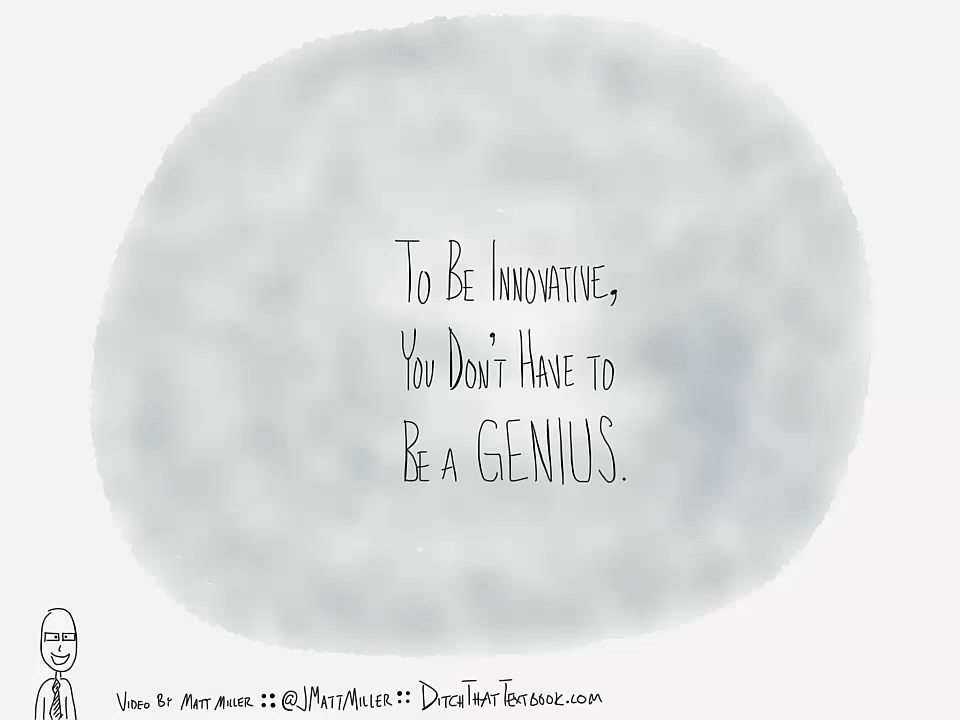 To Be Innovative,
You Don't Have to
Be a GENIUS.
Video By Matt Miller :: @JMattMiller :: DitchThatTextbook.com